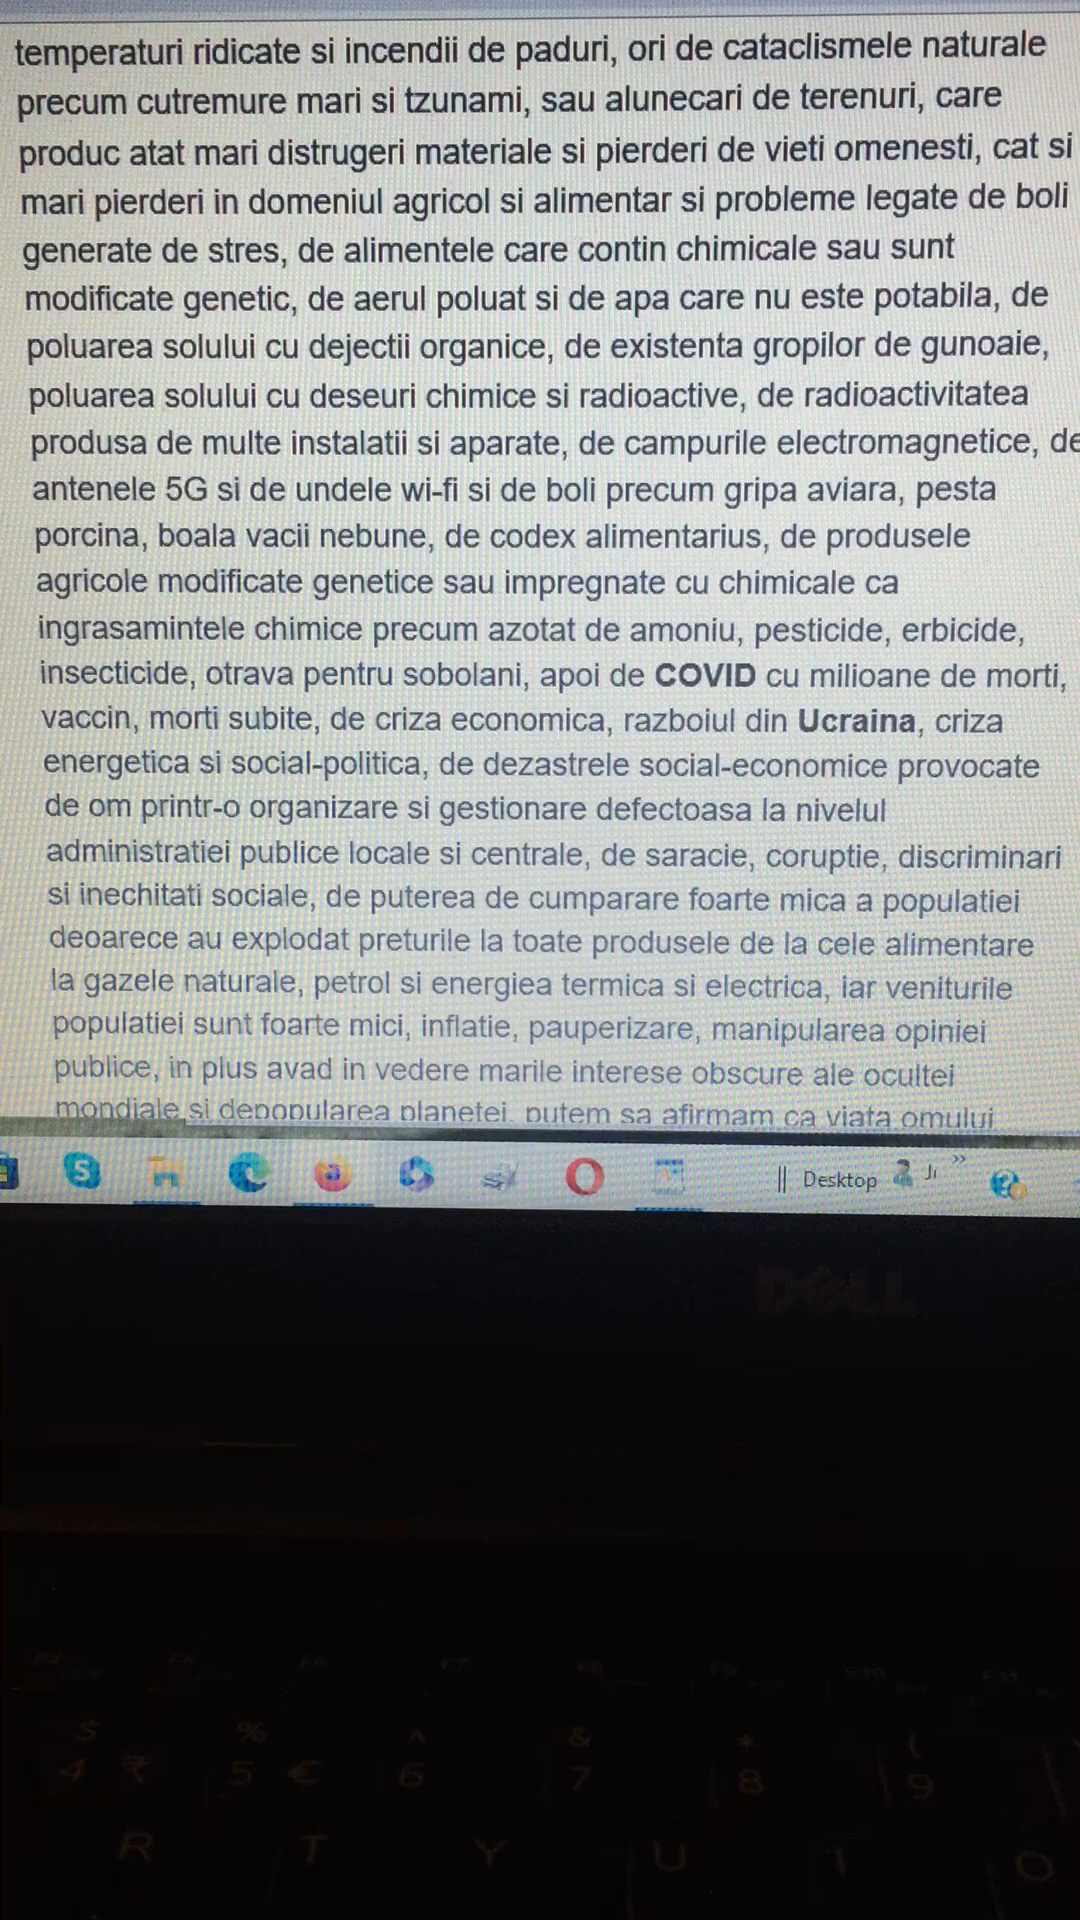 temperaturi ridicate si incendii de paduri, ori de cataclismele naturale
precum cutremure mari si tzunami, sau alunecari de terenuri, care
produc atat mari distrugeri materiale si pierderi de vieti omenesti, cat si
mari pierderi in domeniul agricol si alimentar si probleme legate de boli
generate de stres, de alimentele care contin chimicale sau sunt
modificate genetic, de aerul poluat si de apa care nu este potabila, de
poluarea solului cu dejectii organice, de existenta gropilor de gunoaie,
poluarea solului cu deseuri chimice si radioactive, de radioactivitatea
produsa de multe instalatii si aparate, de campurile electromagnetice, de
antenele 5G si de undele wi-fi si de boli precum gripa aviara, pesta
porcina, boala vacii nebune, de codex alimentarius, de produsele
agricole modificate genetice sau impregnate cu chimicale ca
ingrasamintele chimice precum azotat de amoniu, pesticide, erbicide,
insecticide, otrava pentru sobolani, apoi de COVID cu milioane de morti,
vaccin, morti subite, de criza economica, razboiul din Ucraina, criza
energetica si social-politica, de dezastrele social-economice provocate
de om printr-o organizare si gestionare defectoasa la nivelul
administratiei publice locale si centrale, de saracie, coruptie, discriminari
si inechitati sociale, de puterea de cumparare foarte mica a populatiei
deoarece au explodat preturile la toate produsele de la cele alimentare
la gazele naturale, petrol si energiea termica si electrica, iar veniturile
populatiei sunt foarte mici, inflatie, pauperizare, manipularea opiniei
publice, in plus avad in vedere marile interese obscure ale ocultei
mondiale si depopularea planetei, putem sa afirmam ca viata omului
Desktop
DELL
F6 F7 F8 F9 F10
$ % ^ & * (
4 ₹ 5 € 6 7 8 9
R T Y U I O